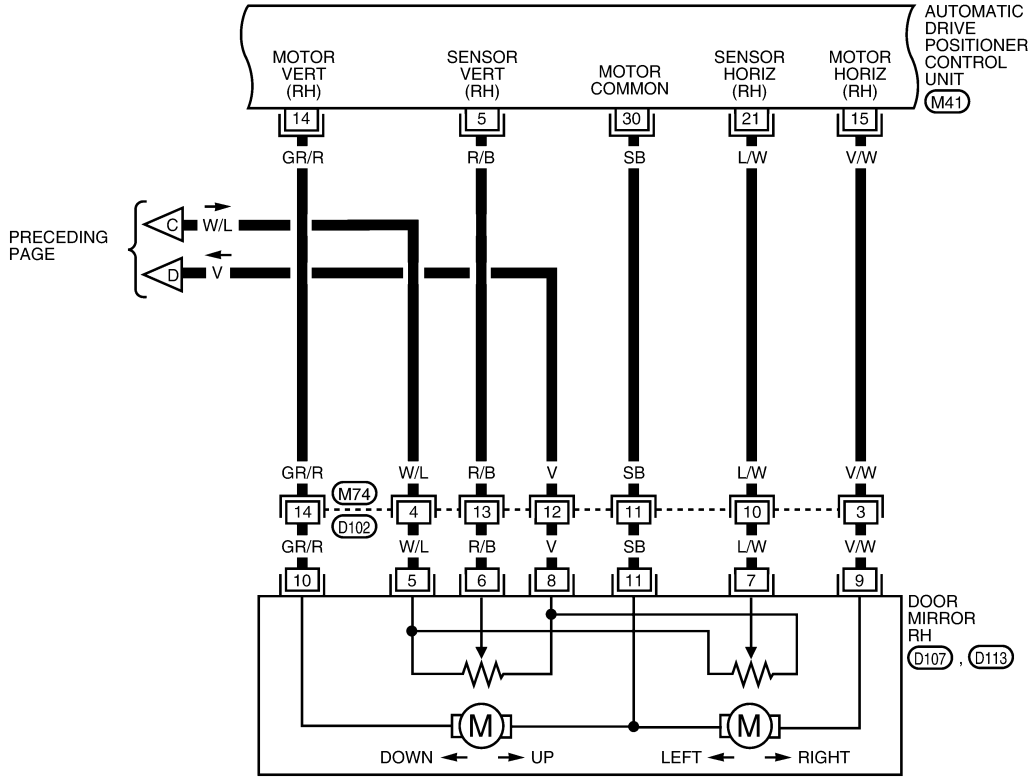 AUTOMATIC
DRIVE
POSITIONER
CONTROL
UNIT
M41
MOTOR
VERT
(RH)
SENSOR
VERT
(RH)
MOTOR
COMMON
SENSOR
HORIZ
(RH)
MOTOR
HORIZ
(RH)
14 5 30 21 15
GR/R R/B SB L/W V/W
PRECEDING
PAGE
C W/L
D V
GR/R W/L R/B V SB L/W V/W
M74
14 4 13 12 11 10 3
D102
GR/R W/L R/B V SB L/W V/W
10 5 6 8 11 7 9
DOOR
MIRROR
RH
D107 , D113
M M
DOWN UP LEFT RIGHT